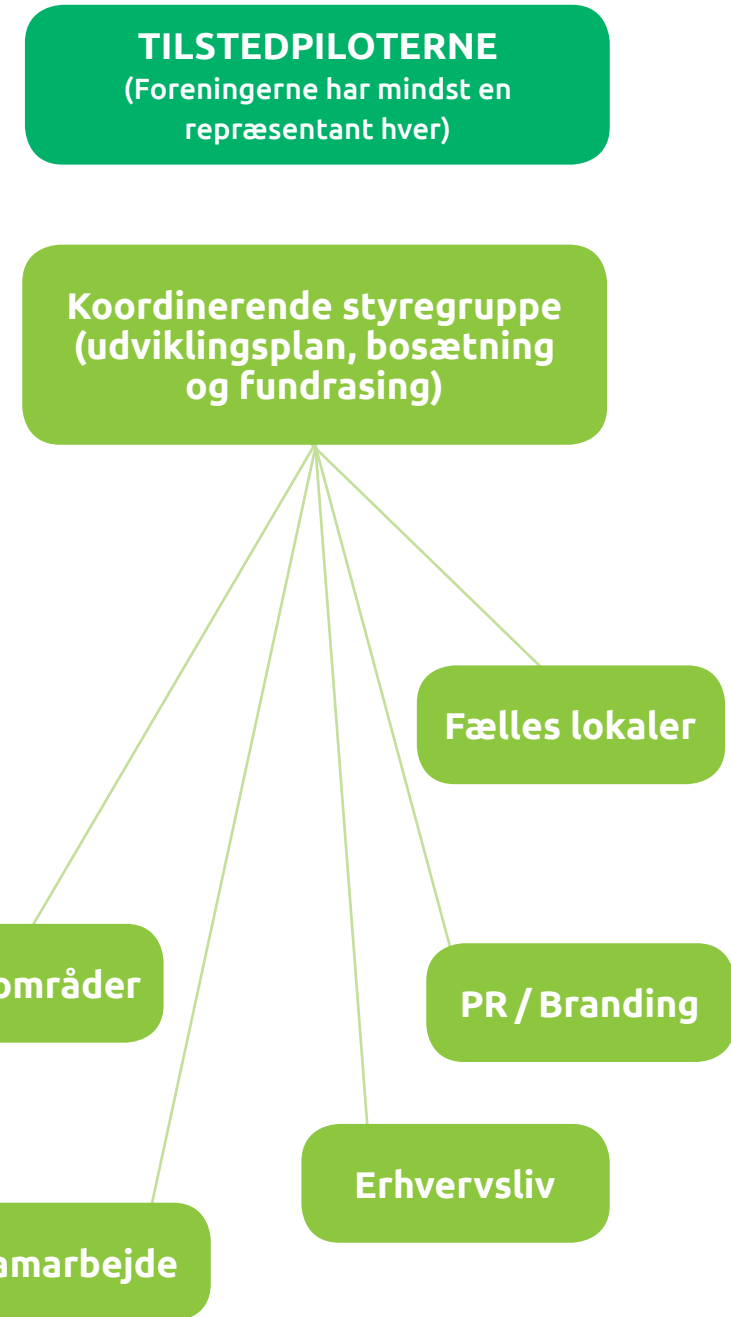 TILSTEDPILOTERNE
(Foreningerne har mindst en
repræsentant hver)
Koordinerende styregruppe
(udviklingsplan, bosætning
og fundrasing)
Fælles lokaler
områder
PR / Branding
Erhvervsliv
amarbejde